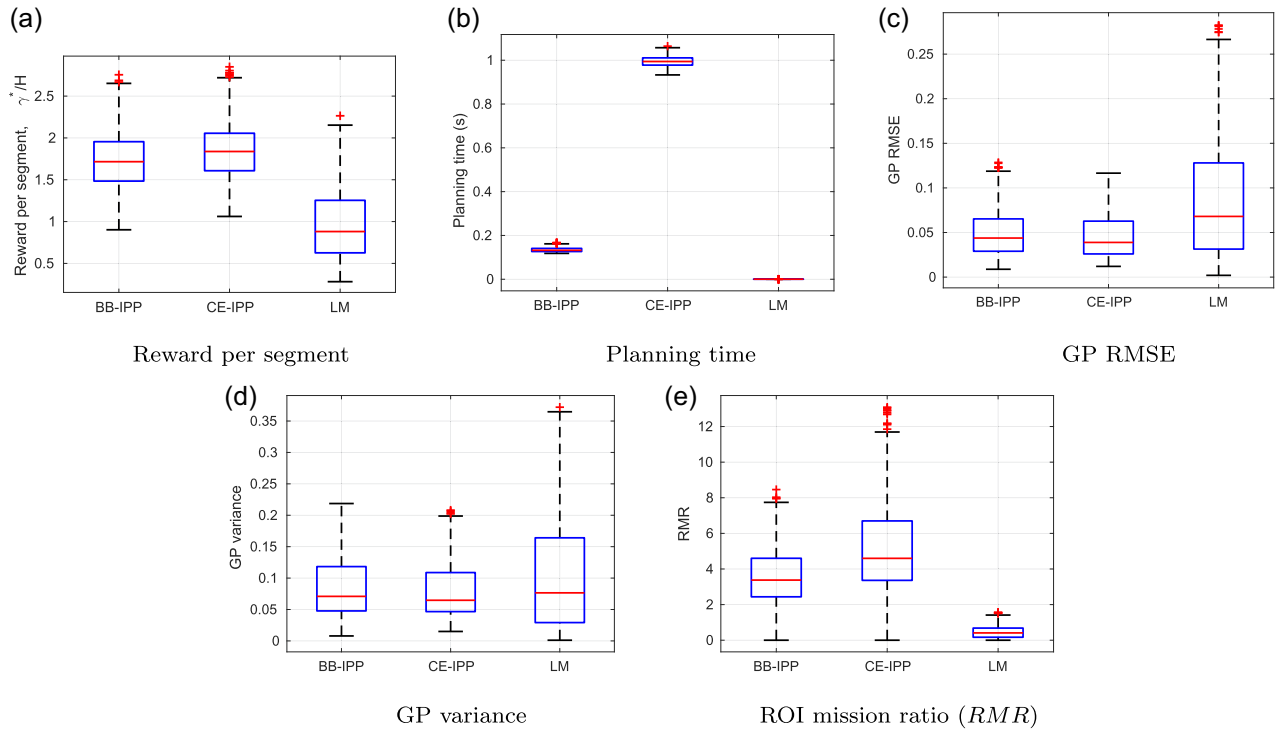 (a)
Reward per segment, γ*/H
2.5
2
1.5
1
0.5
BB-IPP CE-IPP LM
Reward per segment
(b)
Planning time (s)
1
0.8
0.6
0.4
0.2
0
BB-IPP CE-IPP LM
Planning time
(c)
GP RMSE
0.25
0.2
0.15
0.1
0.05
0
BB-IPP CE-IPP LM
GP RMSE
(d)
GP variance
0.35
0.3
0.25
0.2
0.15
0.1
0.05
0
BB-IPP CE-IPP LM
GP variance
(e)
RMR
12
10
8
6
4
2
0
BB-IPP CE-IPP LM
ROI mission ratio (RMR)